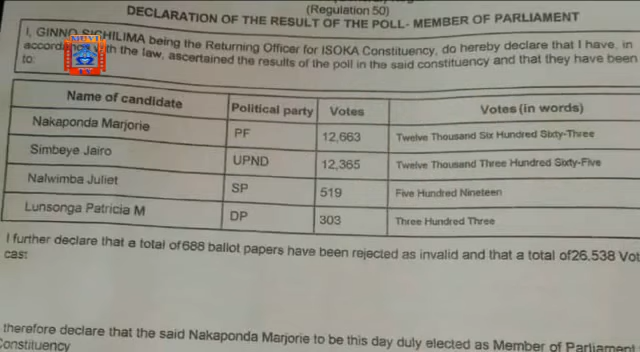 (Regulation 50)
DECLARATION OF THE RESULT OF THE POLL- MEMBER OF PARLIAMENT
I, GINNO SICHILIMA being the Returning Officer for ISOKA Constituency, do hereby declare that I have, in
accordance with the law, ascertained the results of the poll in the said constituency and that they have been
to:
Name of candidate Political party Votes Votes (in words)
Nakaponda Marjorie PF 12,663 Twelve Thousand Six Hundred Sixty-Three
Simbeye Jairo UPND 12,365 Twelve Thousand Three Hundred Sixty-Five
Nalwimba Juliet SP 519 Five Hundred Nineteen
Lunsonga Patricia M DP 303 Three Hundred Three
I further declare that a total of 688 ballot papers have been rejected as invalid and that a total of 26,538 Vot
cast
therefore declare that the said Nakaponda Marjorie to be this day duly elected as Member of Parliament
Constituency